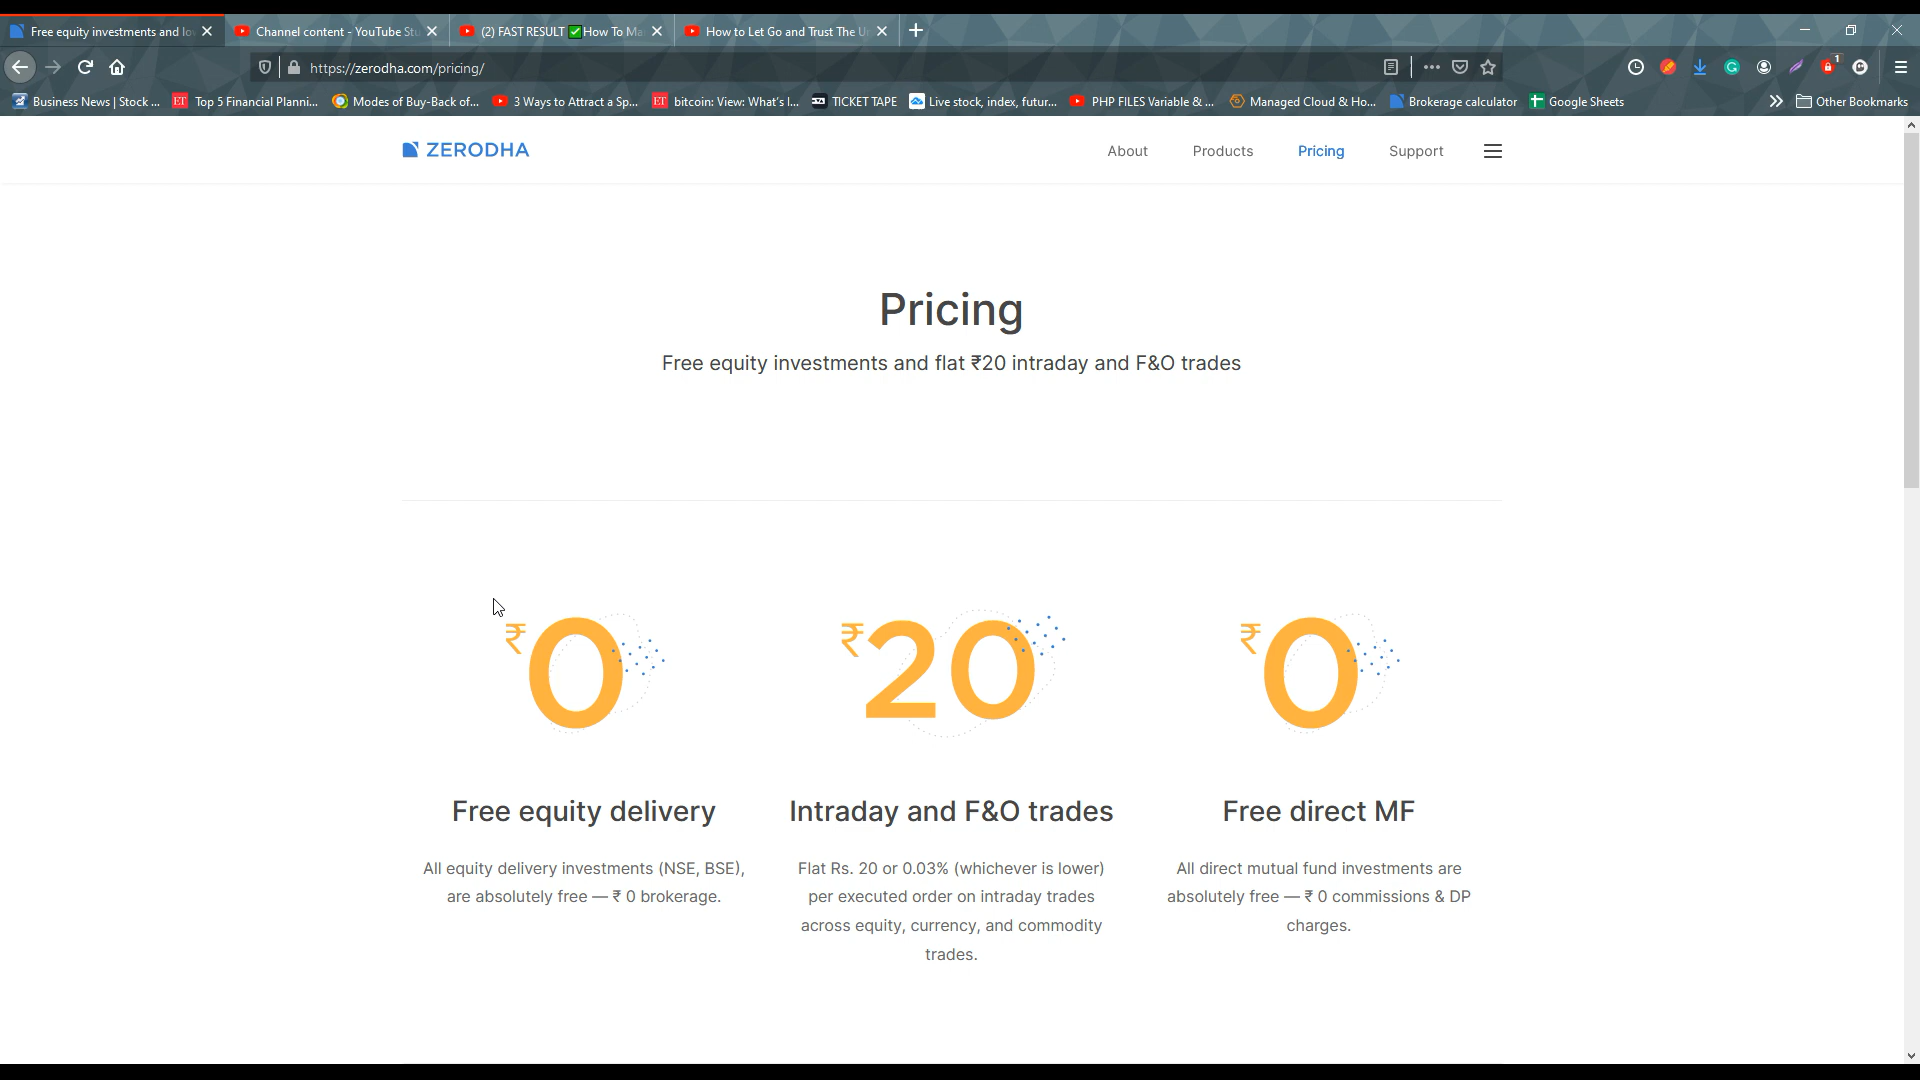 Free equity investments and lo
Channel content - YouTube Stu
(2) FAST RESULT ✅ How To Ma
How to Let Go and Trust The U
https://zerodha.com/pricing/
1
Business News | Stock ...
ET Top 5 Financial Planni...
Modes of Buy-Back of...
3 Ways to Attract a Sp...
ET bitcoin: View: What's I...
TICKET TAPE
Live stock, index, futur...
PHP FILES Variable & ...
Managed Cloud & Ho...
Brokerage calculator
Google Sheets
Other Bookmarks
ZERODHA
About
Products
Pricing
Support
Pricing
Free equity investments and flat ₹20 intraday and F&O trades
₹0
Free equity delivery
All equity delivery investments (NSE, BSE),
are absolutely free — ₹ 0 brokerage.
₹20
Intraday and F&O trades
Flat Rs. 20 or 0.03% (whichever is lower)
per executed order on intraday trades
across equity, currency, and commodity
trades.
₹0
Free direct MF
All direct mutual fund investments are
absolutely free — ₹ 0 commissions & DP
charges.